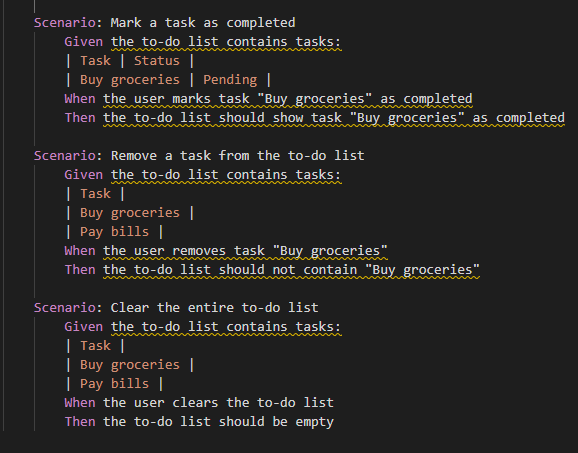 Scenario: Mark a task as completed
Given the to-do list contains tasks:
| Task | Status |
| Buy groceries | Pending |
When the user marks task "Buy groceries" as completed
Then the to-do list should show task "Buy groceries" as completed
Scenario: Remove a task from the to-do list
Given the to-do list contains tasks:
| Task |
| Buy groceries |
| Pay bills |
When the user removes task "Buy groceries"
Then the to-do list should not contain "Buy groceries"
Scenario: Clear the entire to-do list
Given the to-do list contains tasks:
| Task |
| Buy groceries |
| Pay bills |
When the user clears the to-do list
Then the to-do list should be empty